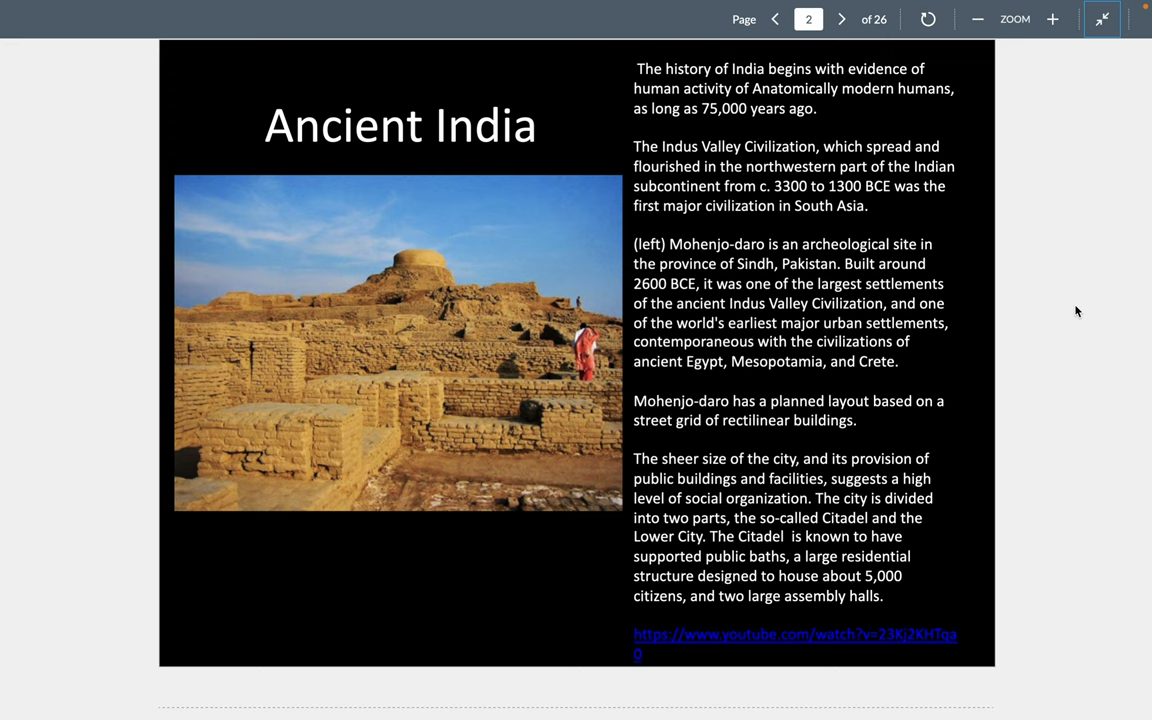 Page
2
of 26
ZOOM
Ancient India
The history of India begins with evidence of
human activity of Anatomically modern humans,
as long as 75,000 years ago.
The Indus Valley Civilization, which spread and
flourished in the northwestern part of the Indian
subcontinent from c. 3300 to 1300 BCE was the
first major civilization in South Asia.
(left) Mohenjo-daro is an archeological site in
the province of Sindh, Pakistan. Built around
2600 BCE, it was one of the largest settlements
of the ancient Indus Valley Civilization, and one
of the world's earliest major urban settlements,
contemporaneous with the civilizations of
ancient Egypt, Mesopotamia, and Crete.
Mohenjo-daro has a planned layout based on a
street grid of rectilinear buildings.
The sheer size of the city, and its provision of
public buildings and facilities, suggests a high
level of social organization. The city is divided
into two parts, the so-called Citadel and the
Lower City. The Citadel  is known to have
supported public baths, a large residential
structure designed to house about 5,000
citizens, and two large assembly halls.
https://www.youtube.com/watch?v=23Kj2KHTqa
0